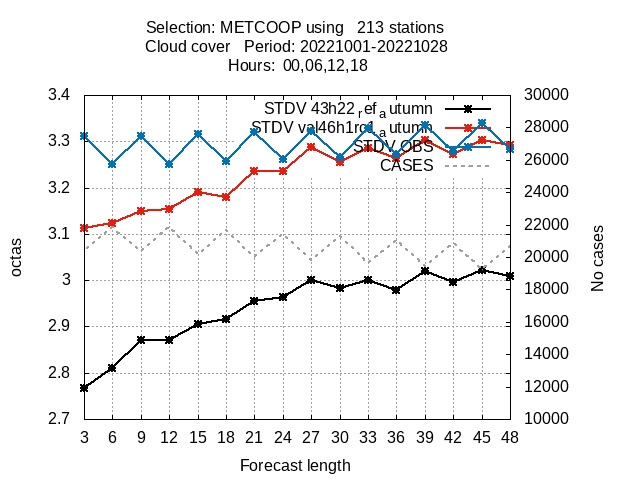 Selection: METCOOP using   213 stations
Cloud cover   Period: 20221001-20221028
Hours: 00,06,12,18
3.4
3.3
3.2
3.1
3
2.9
2.8
2.7
octas
STDV 43h22ref autumn
STDV val46h1rc1autumn
STDV OBS
CASES
30000
28000
26000
24000
22000
20000
18000
16000
14000
12000
10000
No cases
3 6 9 12 15 18 21 24 27 30 33 36 39 42 45 48
Forecast length